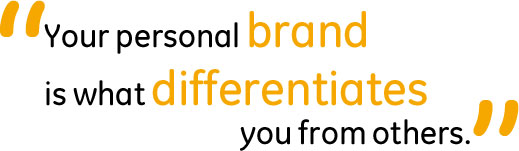 “Your personal brand
is what differentiates
you from others.”